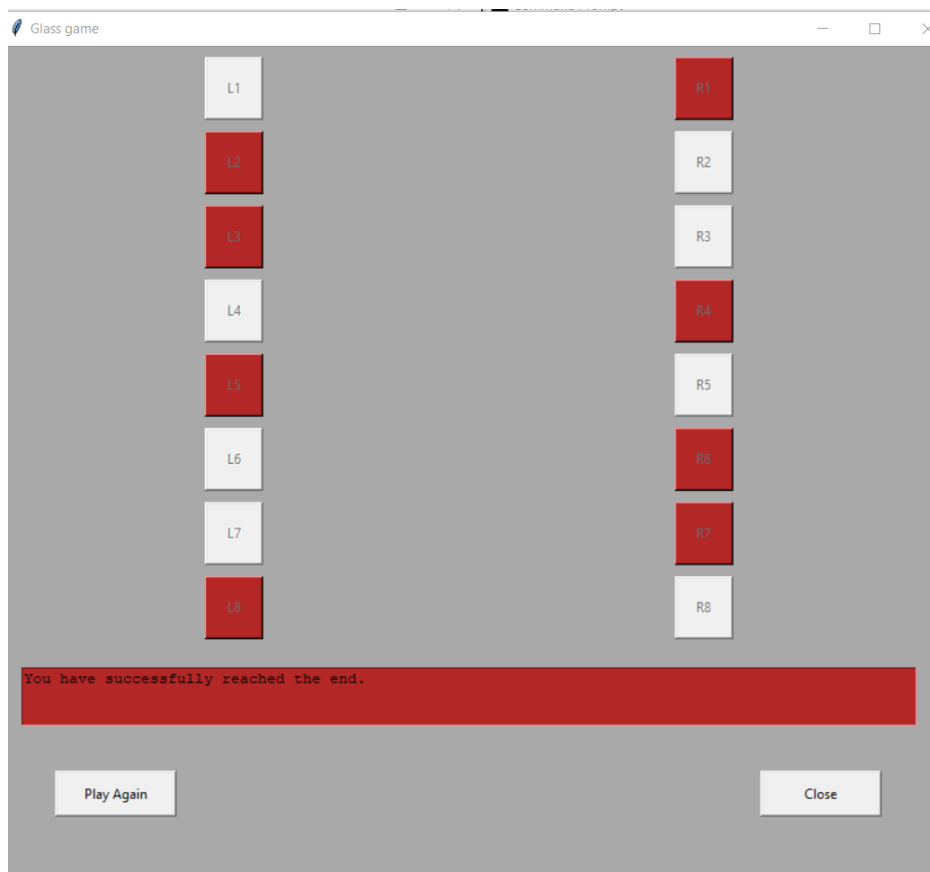 Glass game
L1 R1
L2 R2
L3 R3
L4 R4
L5 R5
L6 R6
L7 R7
L8 R8
You have successfully reached the end.
Play Again Close